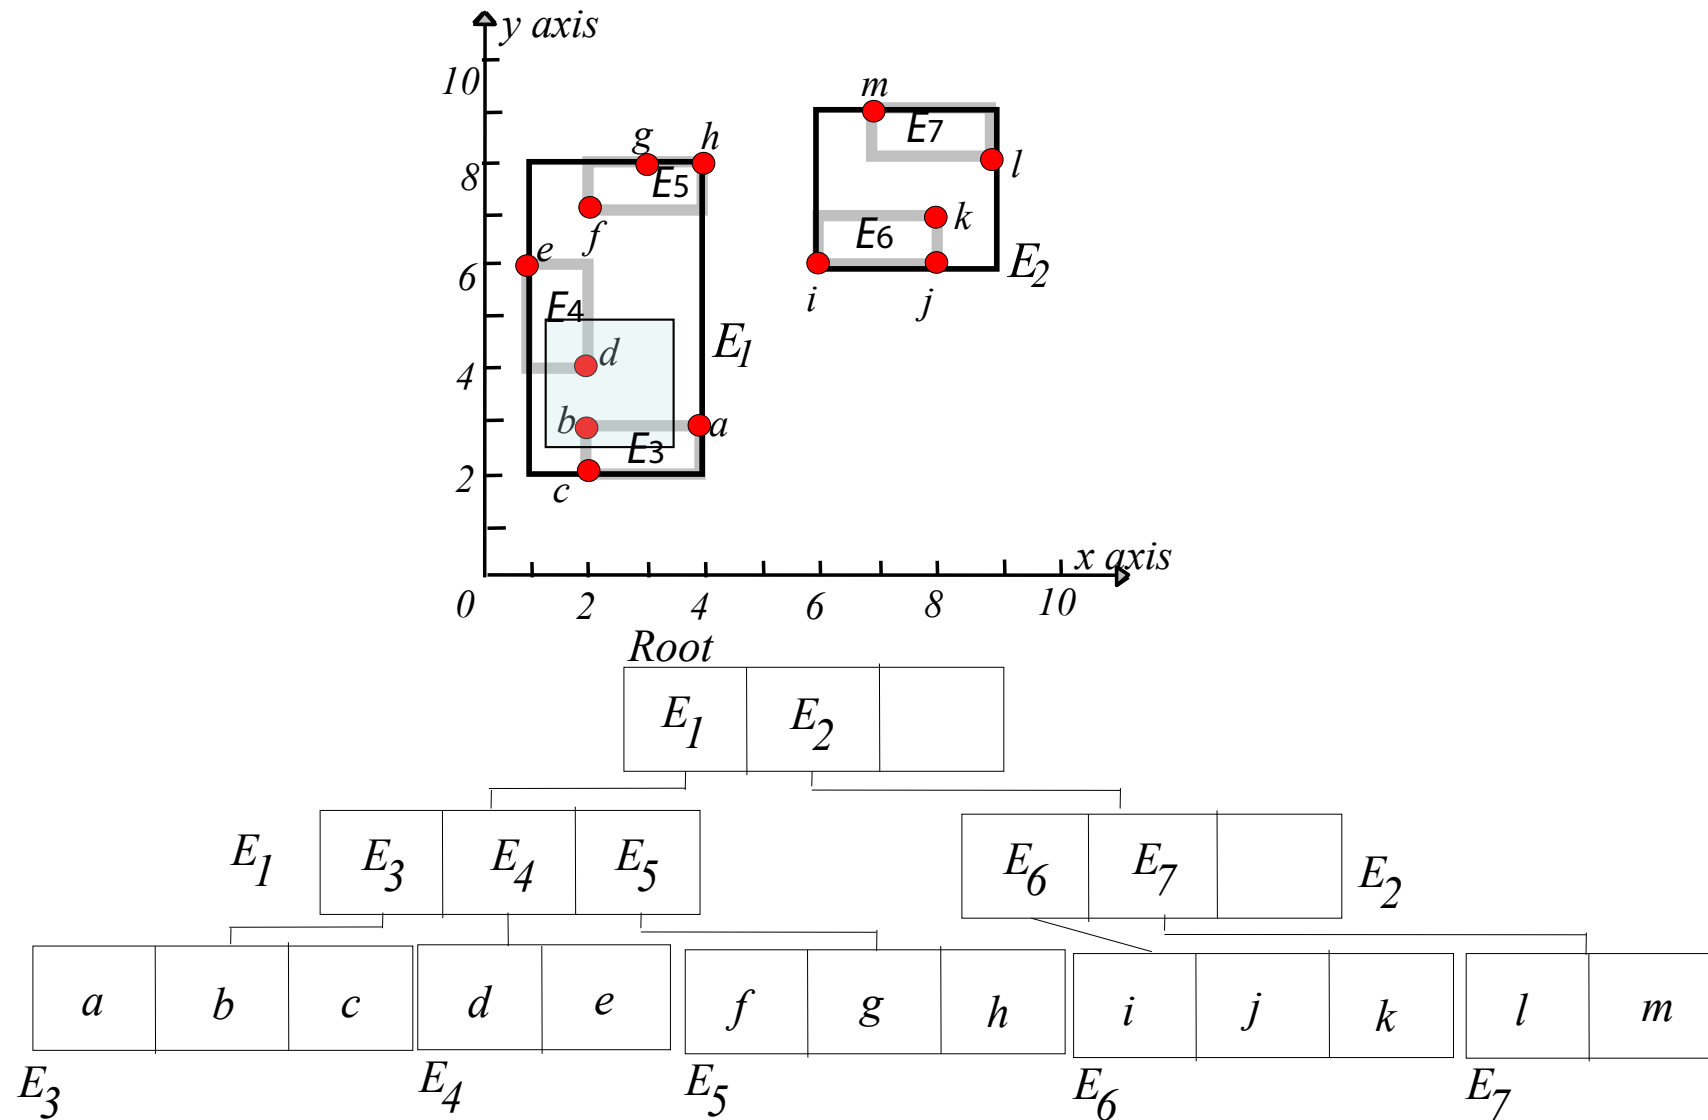 y axis
10
m
E7
g h
8
E5
l
f
k
E6
e
6
E2
i j
E4
E1
d
4
b a
E3
2
c
x axis
0 2 4 6 8 10
Root
E1 E2
E1 E3 E4 E5 E6 E7 E2
a b c d e f g h i j k l m
E3 E4 E5 E6 E7